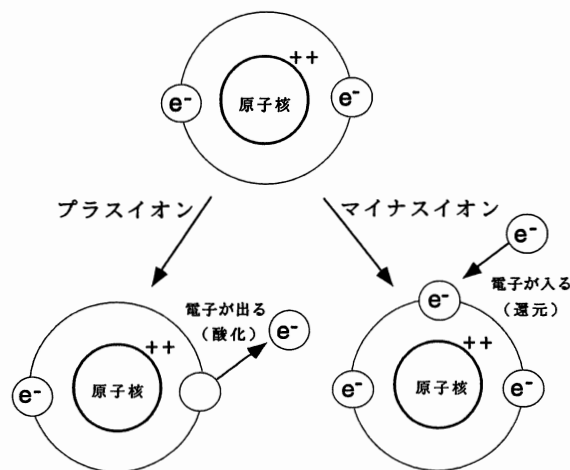 ++
e⁻ 原子核 e⁻
プラスイオン
マイナスイオン
e⁻
電子が出る
（酸化）
e⁻
電子が入る
（還元）
e⁻
++
e⁻ 原子核
++
e⁻ 原子核 e⁻